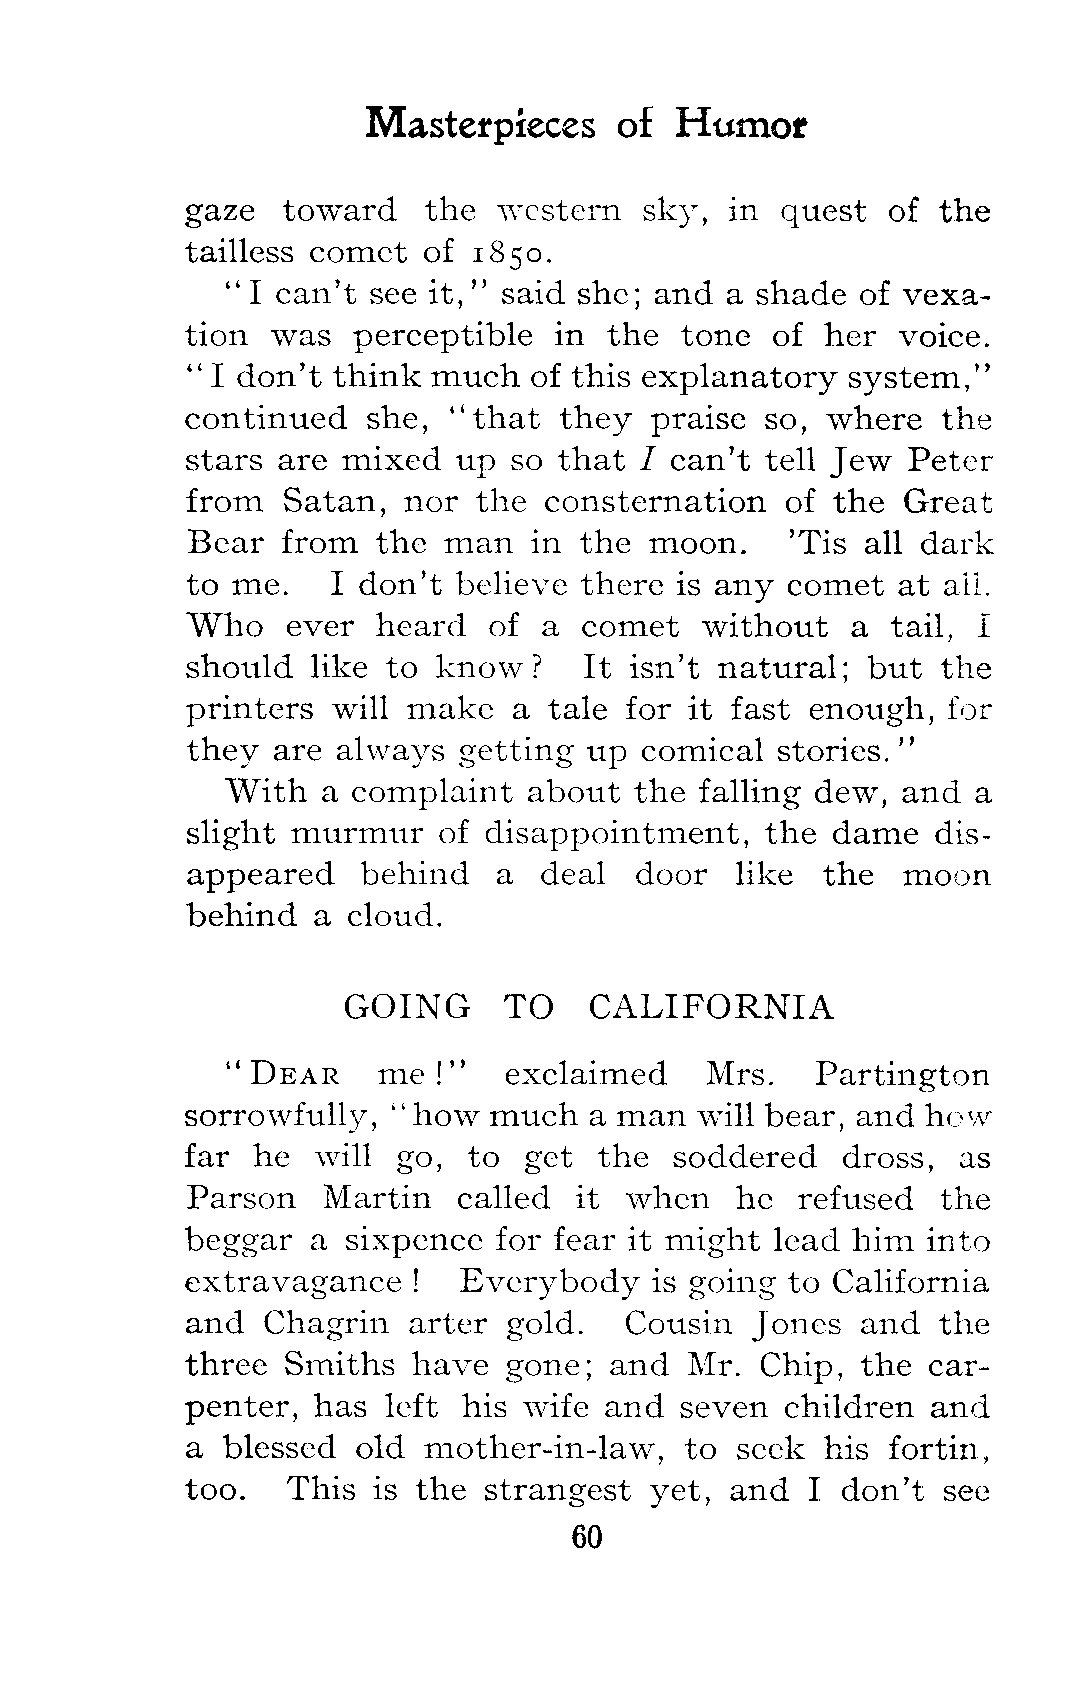 Masterpieces of Humor
gaze toward the western sky, in quest of the
tailless comet of 1850.
"I can't see it," said she; and a shade of vexa-
tion was perceptible in the tone of her voice.
"I don't think much of this explanatory system,"
continued she, "that they praise so, where the
stars are mixed up so that I can't tell Jew Peter
from Satan, nor the consternation of the Great
Bear from the man in the moon. 'Tis all dark
to me. I don't believe there is any comet at all.
Who ever heard of a comet without a tail, I
should like to know? It isn't natural; but the
printers will make a tale for it fast enough, for
they are always getting up comical stories."
With a complaint about the falling dew, and a
slight murmur of disappointment, the dame dis-
appeared behind a deal door like the moon
behind a cloud.
GOING TO CALIFORNIA
"DEAR me!" exclaimed Mrs. Partington
sorrowfully, "how much a man will bear, and how
far he will go, to get the soddered dross, as
Parson Martin called it when he refused the
beggar a sixpence for fear it might lead him into
extravagance! Everybody is going to California
and Chagrin arter gold. Cousin Jones and the
three Smiths have gone; and Mr. Chip, the car-
penter, has left his wife and seven children and
a blessed old mother-in-law, to seek his fortin,
too. This is the strangest yet, and I don't see
60